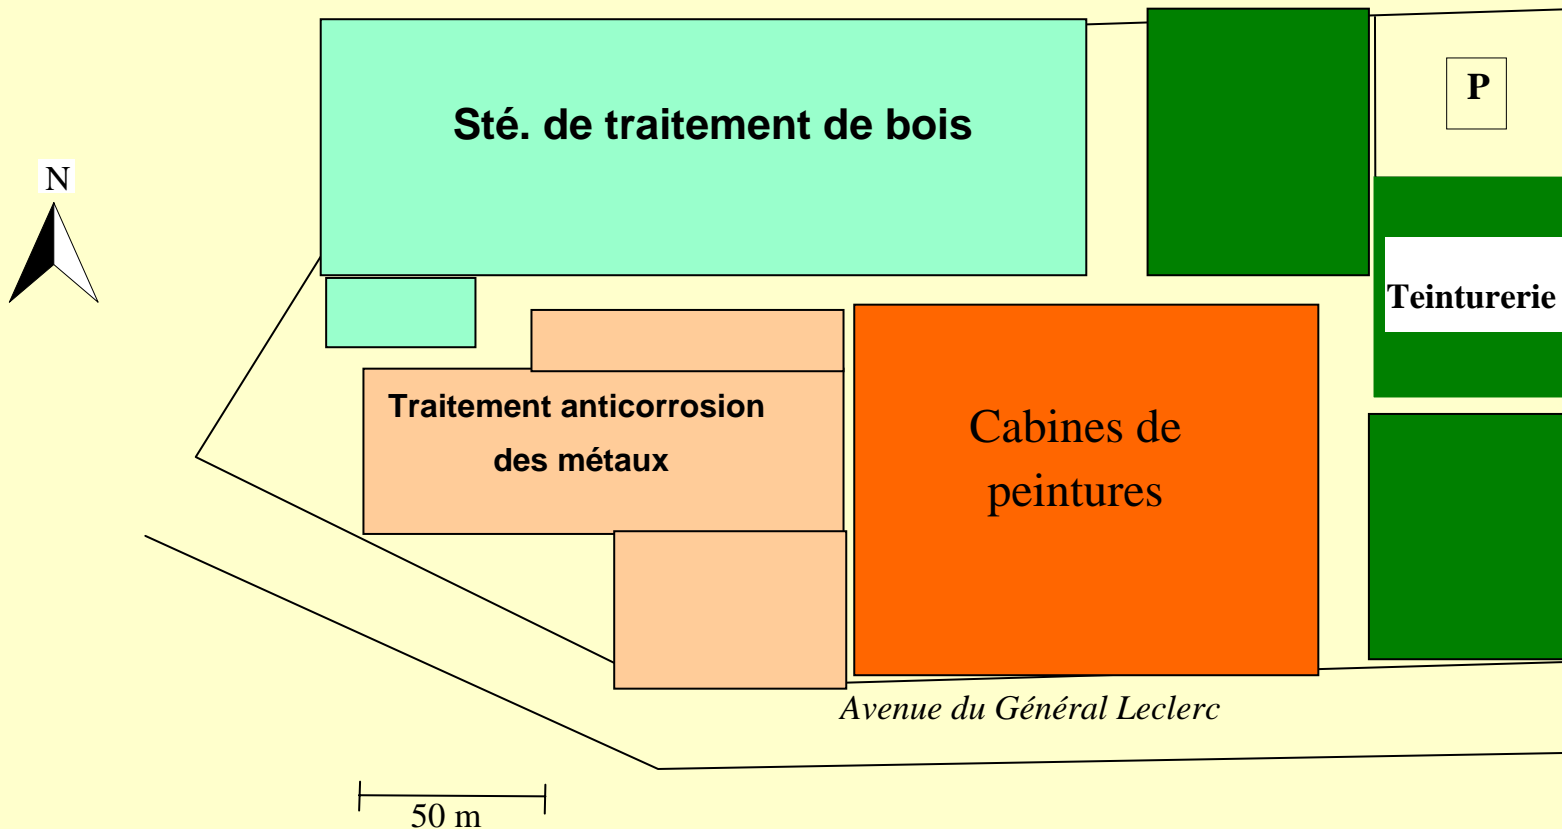 Sté. de traitement de bois
P
N
Teinturerie
Traitement anticorrosion
des métaux
Cabines de
peintures
Avenue du Général Leclerc
50 m